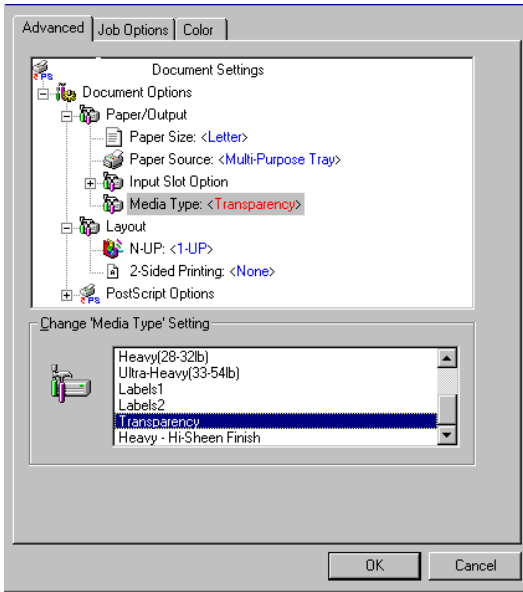 Advanced
Job Options
Color
PS
Document Settings
Document Options
Paper/Output
Paper Size: <Letter>
Paper Source: <Multi-Purpose Tray>
Input Slot Option
Media Type: <Transparency>
Layout
N-UP: <1-UP>
2-Sided Printing: <None>
PS
PostScript Options
Change 'Media Type' Setting
Heavy(28-32lb)
Ultra-Heavy(33-54lb)
Labels1
Labels2
Transparency
Heavy - Hi-Sheen Finish
OK
Cancel